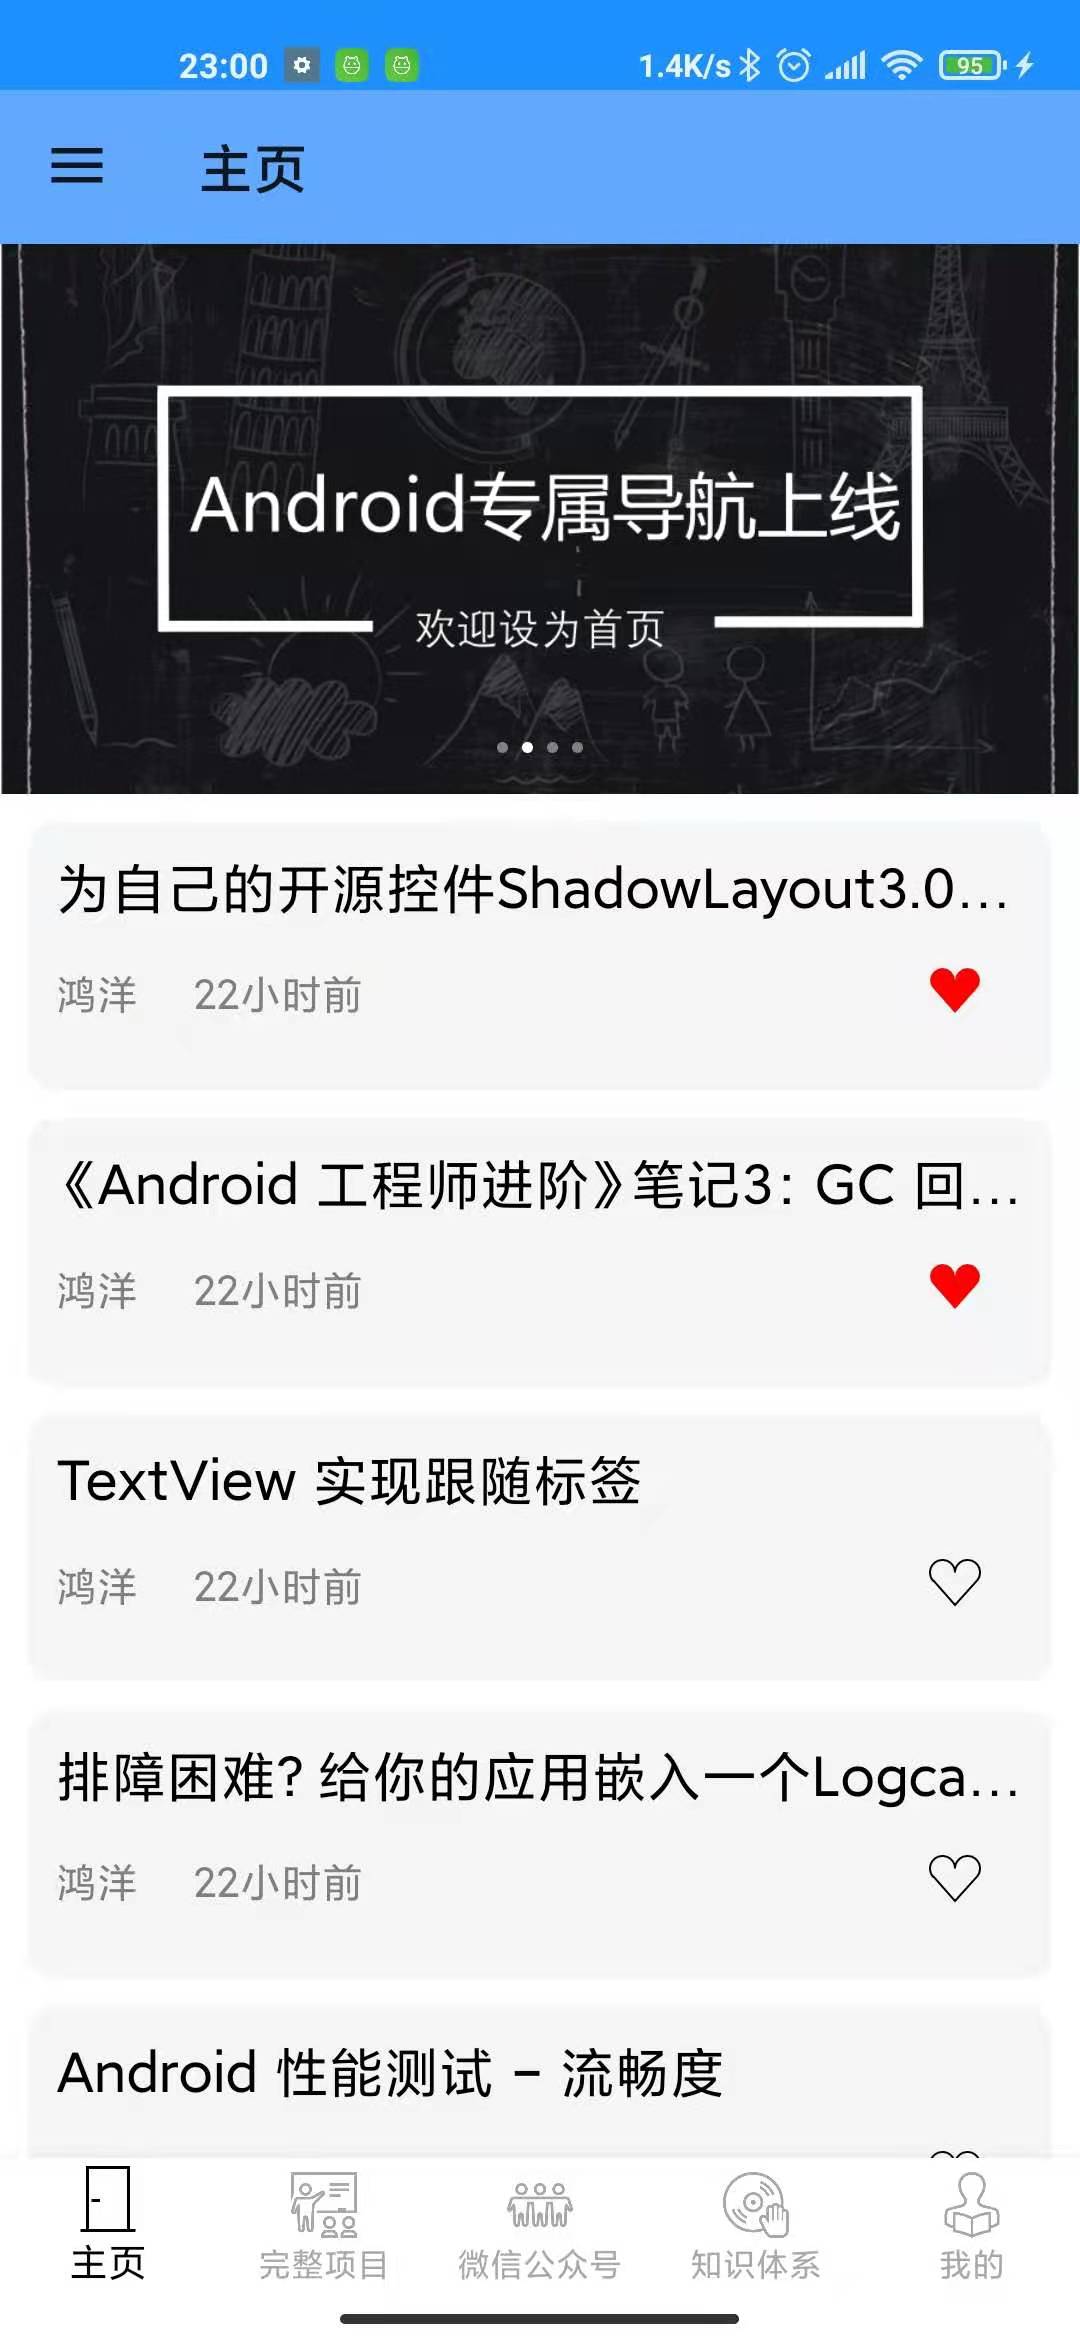 23:00
1.4K/s
95
主页
Android专属导航上线
欢迎设为首页
为自己的开源控件ShadowLayout3.0...
鸿洋 22小时前
《Android 工程师进阶》笔记3：GC 回...
鸿洋 22小时前
TextView 实现跟随标签
鸿洋 22小时前
排障困难? 给你的应用嵌入一个Logca...
鸿洋 22小时前
Android 性能测试 - 流畅度
主页
完整项目
微信公众号
知识体系
我的